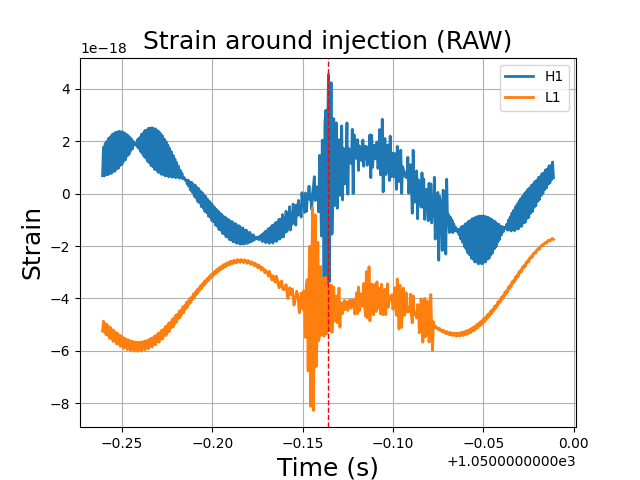 Strain around injection (RAW)
1e−18
H1
L1
4
2
0
−2
−4
−6
−8
Strain
−0.25
−0.20
−0.15
−0.10
−0.05
0.00
+1.0500000000e3
Time (s)